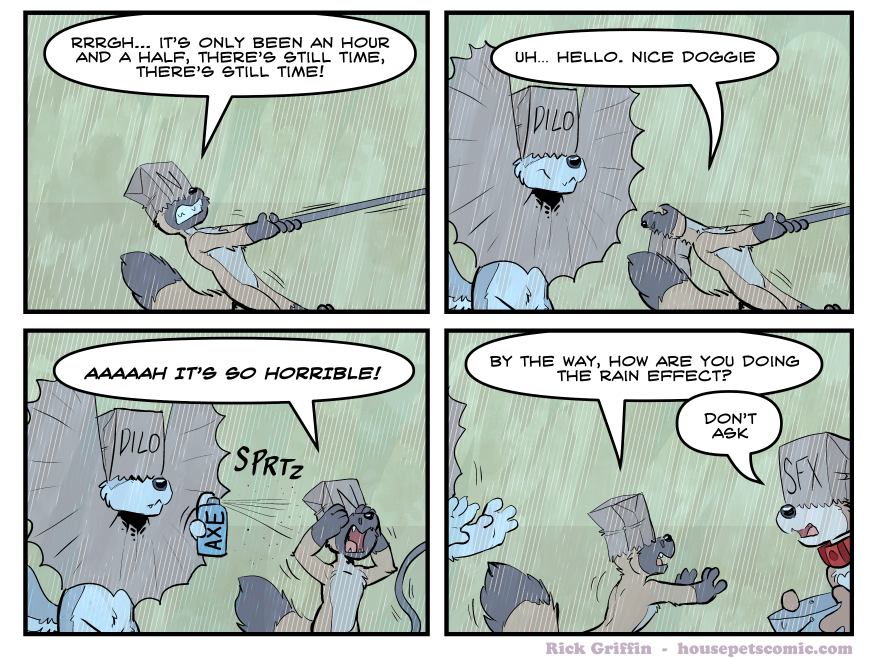 RRRGH... IT'S ONLY BEEN AN HOUR
AND A HALF, THERE'S STILL TIME,
THERE'S STILL TIME!
N
UH... HELLO. NICE DOGGIE
DILO
AAAAAH IT'S SO HORRIBLE!
DILO
SPRTZ
AXE
N
BY THE WAY, HOW ARE YOU DOING
THE RAIN EFFECT?
DON'T
ASK
SFX
Rick Griffin - housepetscomic.com